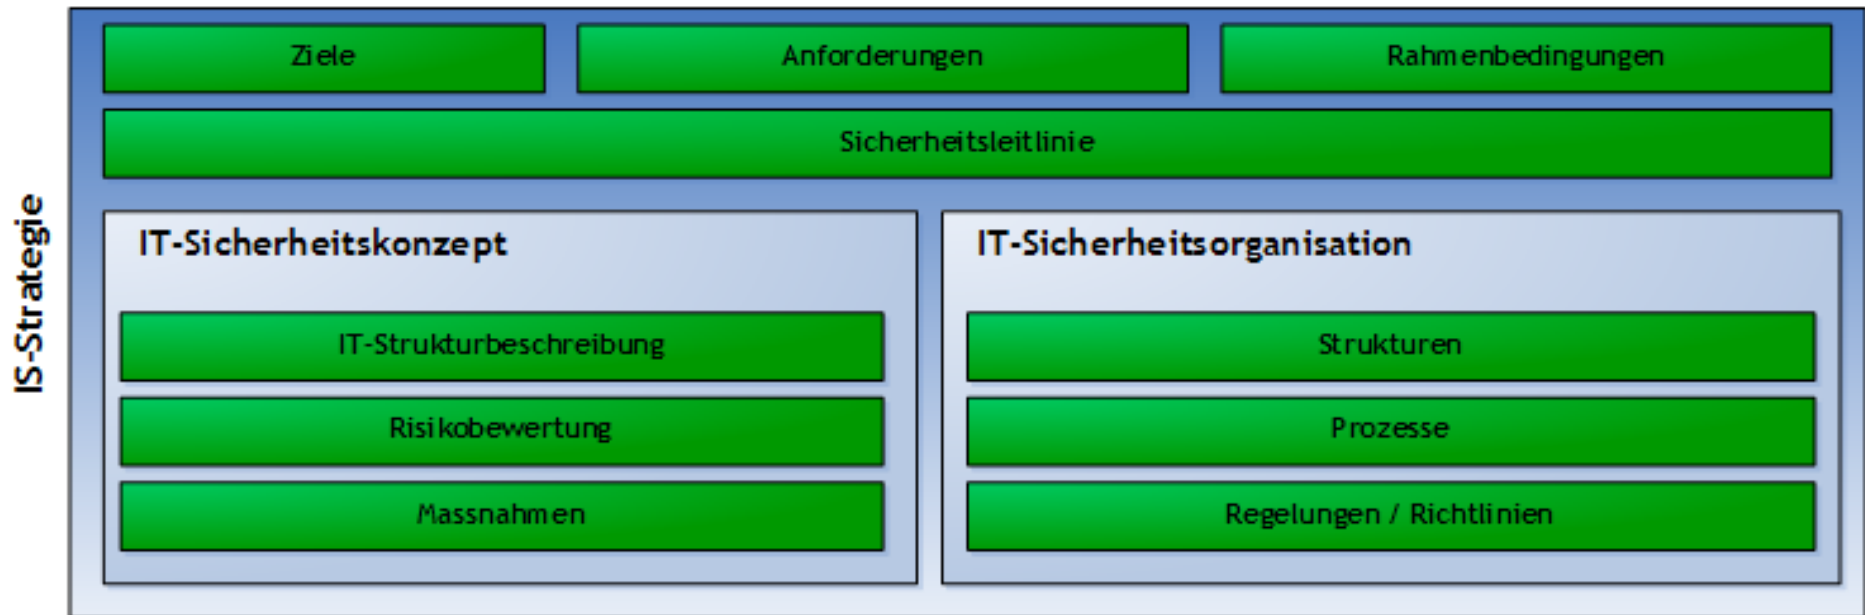 IS-Strategie
Ziele
Anforderungen
Rahmenbedingungen
Sicherheitsleitlinie
IT-Sicherheitskonzept
IT-Strukturbeschreibung
Risikobewertung
Massnahmen
IT-Sicherheitsorganisation
Strukturen
Prozesse
Regelungen / Richtlinien